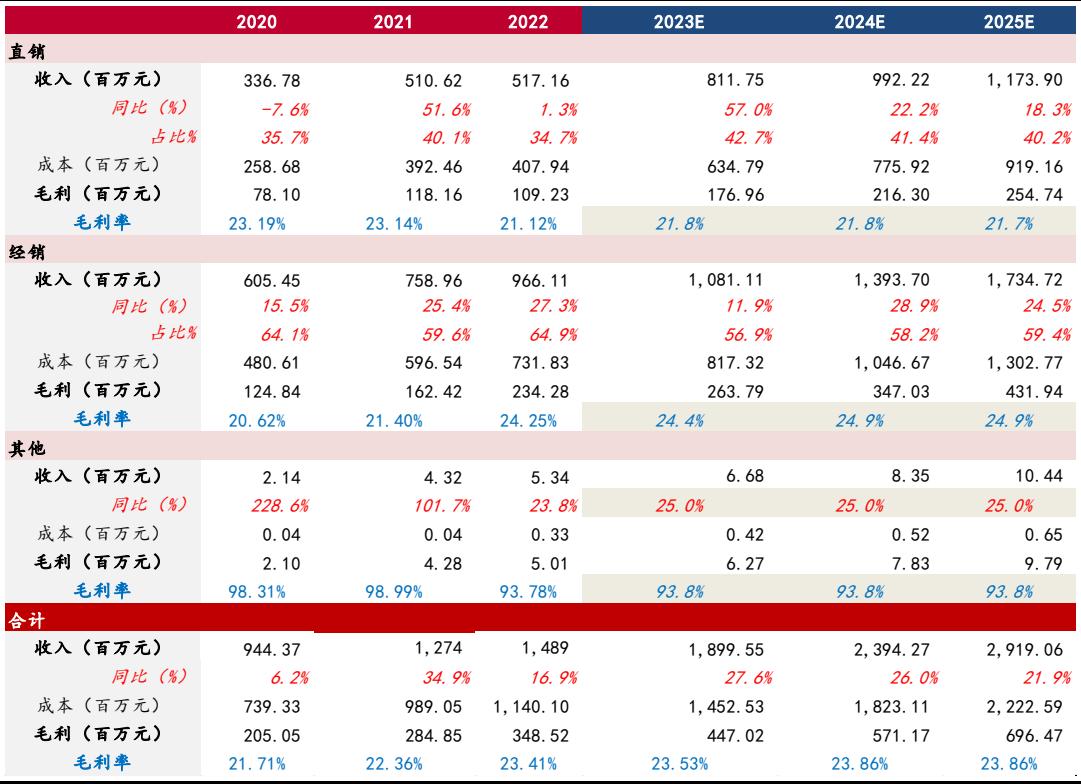 2020 2021 2022 2023E 2024E 2025E
直销
收入（百万元） 336.78 510.62 517.16 811.75 992.22 1,173.90
同比（%） -7.6% 51.6% 1.3% 57.0% 22.2% 18.3%
占比% 35.7% 40.1% 34.7% 42.7% 41.4% 40.2%
成本（百万元） 258.68 392.46 407.94 634.79 775.92 919.16
毛利（百万元） 78.10 118.16 109.23 176.96 216.30 254.74
毛利率 23.19% 23.14% 21.12% 21.8% 21.8% 21.7%
经销
收入（百万元） 605.45 758.96 966.11 1,081.11 1,393.70 1,734.72
同比（%） 15.5% 25.4% 27.3% 11.9% 28.9% 24.5%
占比% 64.1% 59.6% 64.9% 56.9% 58.2% 59.4%
成本（百万元） 480.61 596.54 731.83 817.32 1,046.67 1,302.77
毛利（百万元） 124.84 162.42 234.28 263.79 347.03 431.94
毛利率 20.62% 21.40% 24.25% 24.4% 24.9% 24.9%
其他
收入（百万元） 2.14 4.32 5.34 6.68 8.35 10.44
同比（%） 228.6% 101.7% 23.8% 25.0% 25.0% 25.0%
成本（百万元） 0.04 0.04 0.33 0.42 0.52 0.65
毛利（百万元） 2.10 4.28 5.01 6.27 7.83 9.79
毛利率 98.31% 98.99% 93.78% 93.8% 93.8% 93.8%
合计
收入（百万元） 944.37 1,274 1,489 1,899.55 2,394.27 2,919.06
同比（%） 6.2% 34.9% 16.9% 27.6% 26.0% 21.9%
成本（百万元） 739.33 989.05 1,140.10 1,452.53 1,823.11 2,222.59
毛利（百万元） 205.05 284.85 348.52 447.02 571.17 696.47
毛利率 21.71% 22.36% 23.41% 23.53% 23.86% 23.86%